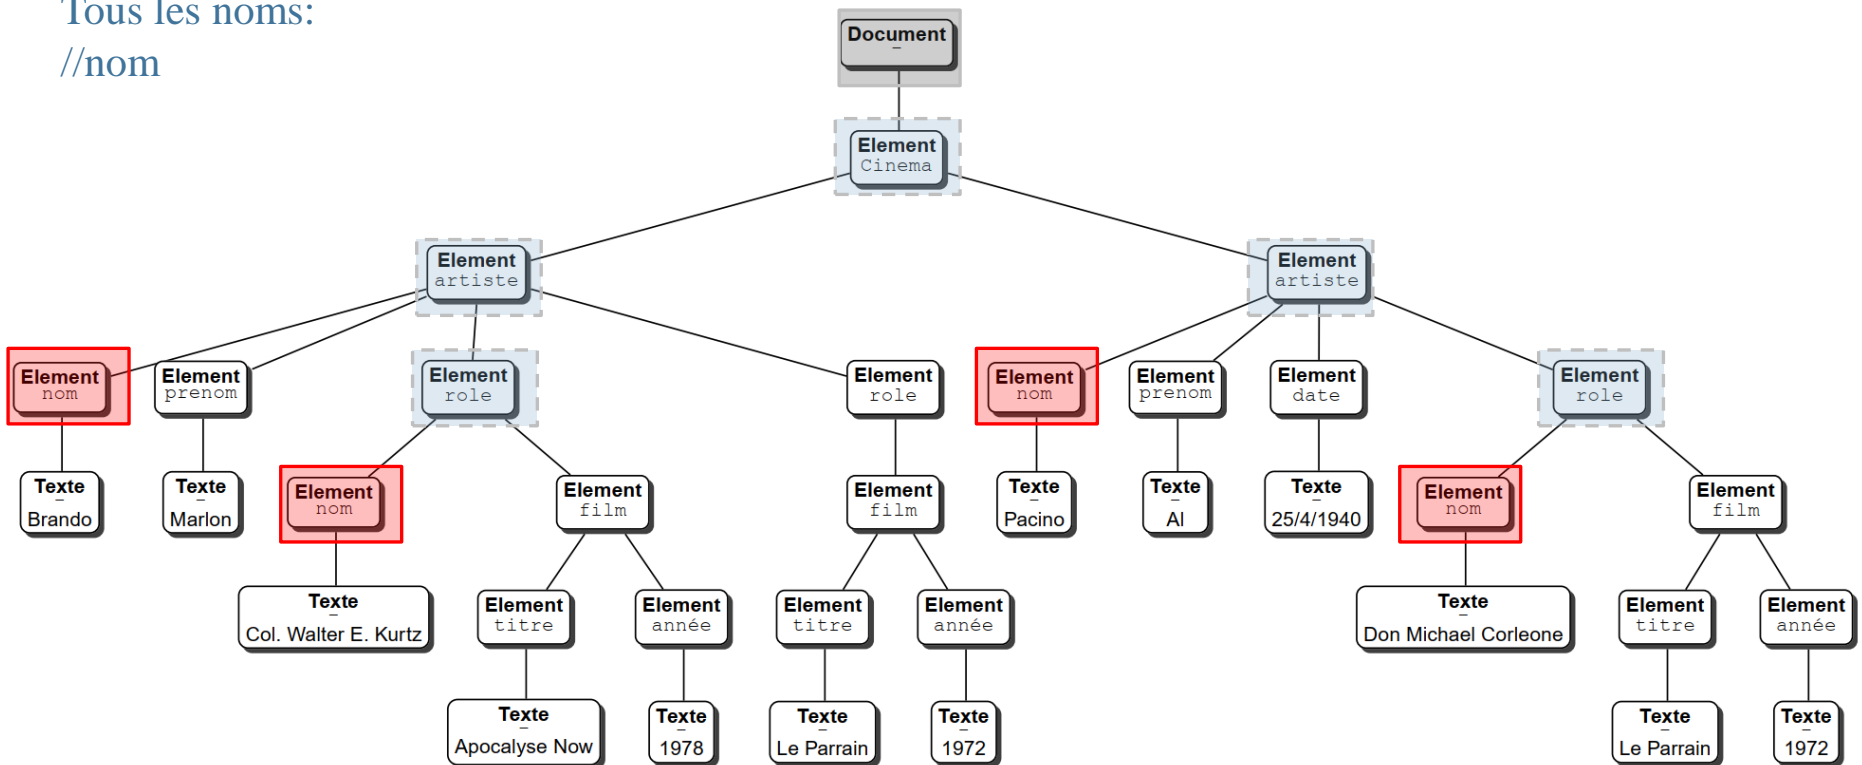 Tous les noms:
//nom
Document
–
Element
Cinema
Element
artiste
Element
artiste
Element
nom
Element
prenom
Element
role
Element
role
Element
nom
Element
prenom
Element
date
Element
role
Texte
–
Brando
Texte
–
Marlon
Element
nom
Element
film
Element
film
Texte
–
Pacino
Texte
–
Al
Texte
–
25/4/1940
Element
nom
Element
film
Texte
–
Col. Walter E. Kurtz
Element
titre
Element
année
Element
titre
Element
année
Texte
–
Don Michael Corleone
Element
titre
Element
année
Texte
–
Apocalyse Now
Texte
–
1978
Texte
–
Le Parrain
Texte
–
1972
Texte
–
Le Parrain
Texte
–
1972